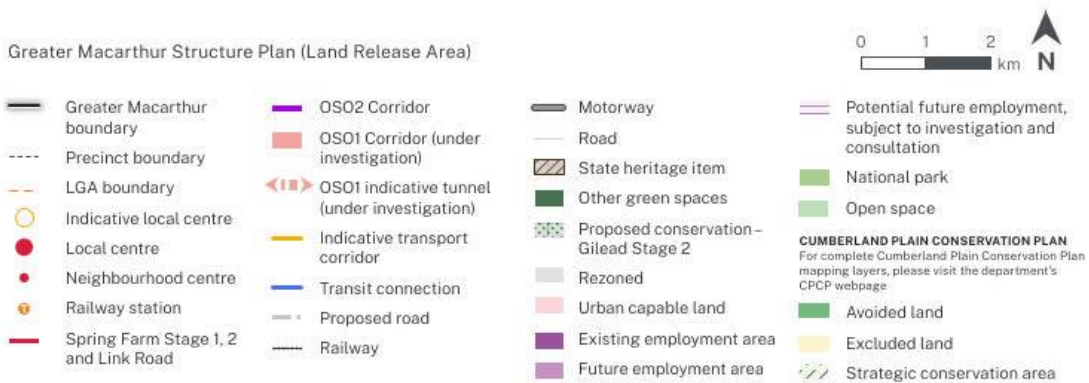 Greater Macarthur Structure Plan (Land Release Area)
0 1 2
km N
Greater Macarthur
boundary
Precinct boundary
LGA boundary
Indicative local centre
Local centre
Neighbourhood centre
T
Railway station
Spring Farm Stage 1, 2
and Link Road
OSO2 Corridor
OSO1 Corridor (under
investigation)
OSO1 indicative tunnel
(under investigation)
Indicative transport
corridor
Transit connection
Proposed road
Railway
Motorway
Road
State heritage item
Other green spaces
Proposed conservation–
Gilead Stage 2
Rezoned
Urban capable land
Existing employment area
Future employment area
Potential future employment,
subject to investigation and
consultation
National park
Open space
CUMBERLAND PLAIN CONSERVATION PLAN
For complete Cumberland Plain Conservation Plan
mapping layers, please visit the department's
CPCP webpage
Avoided land
Excluded land
Strategic conservation area